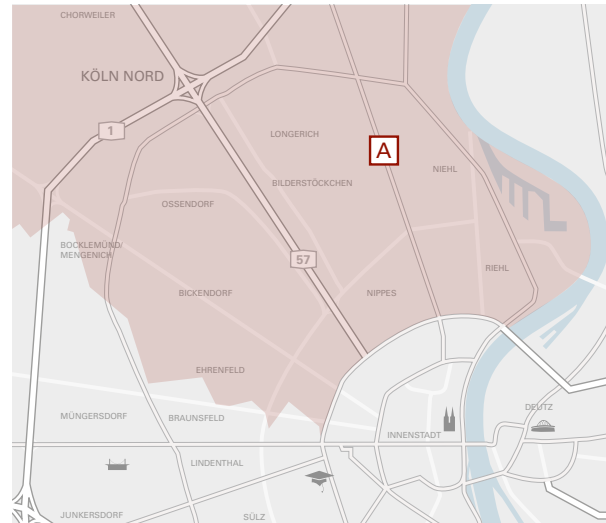 CHORWEILER
KÖLN NORD
1
LONGERICH
A
NIEHL
BILDERSTÖCKCHEN
OSSENDORF
BOCKLEMÜND/
MENGENICH
57
RIEHL
BICKENDORF
NIPPES
EHRENFELD
MÜNGERSDORF
BRAUNSFELD
DEUTZ
INNENSTADT
LINDENTHAL
JUNKERSDORF
SÜLZ